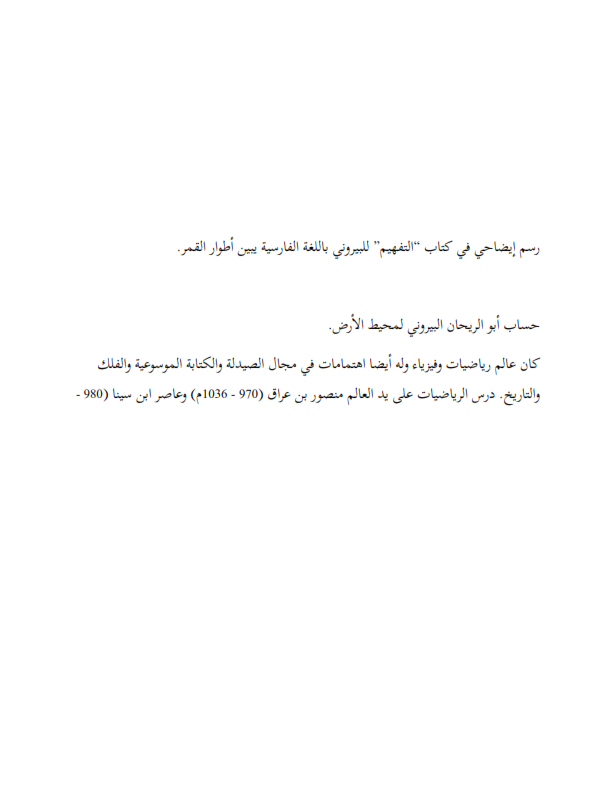 رسم إيضاحي في كتاب “التفهيم” للبيروني باللغة الفارسية يبين أطوار القمر.
حساب أبو الريحان البيروني لمحيط الأرض.
كان عالم رياضيات وفيزياء وله أيضا اهتمامات في مجال الصيدلة والكتابة الموسوعية والفلك
والتاريخ. درس الرياضيات على يد العالم منصور بن عراق (970 - 1036م) وعاصر ابن سينا (980 -